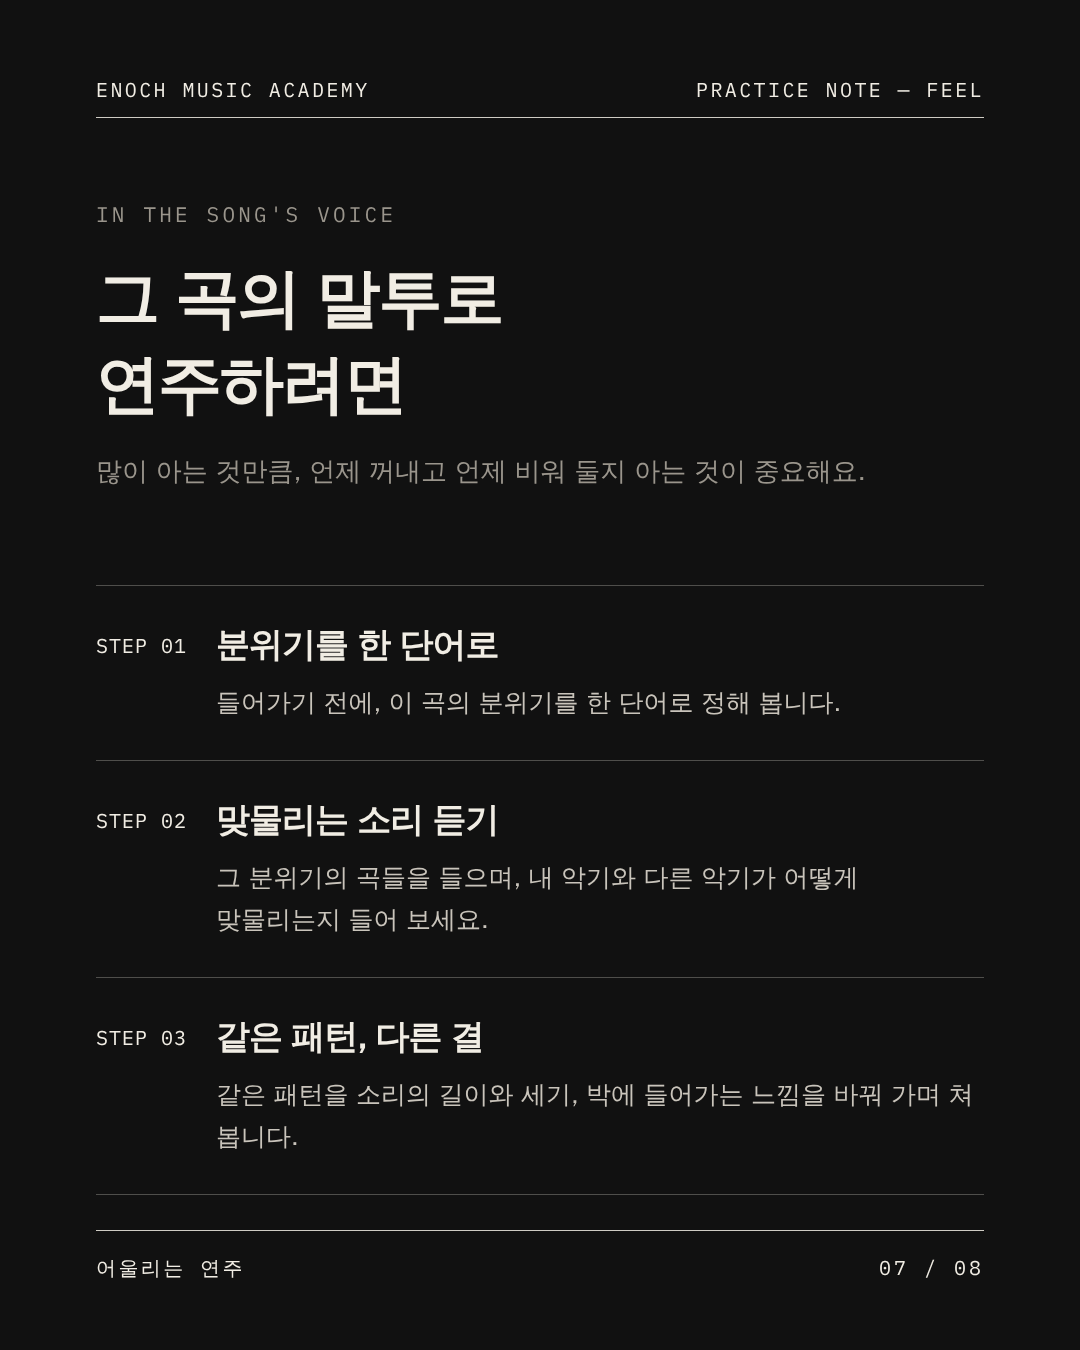 ENOCH MUSIC ACADEMY
PRACTICE NOTE — FEEL
IN THE SONG'S VOICE
그 곡의 말투로
연주하려면
많이 아는 것만큼, 언제 꺼내고 언제 비워 둘지 아는 것이 중요해요.
STEP 01
분위기를 한 단어로
들어가기 전에, 이 곡의 분위기를 한 단어로 정해 봅니다.
STEP 02
맞물리는 소리 듣기
그 분위기의 곡들을 들으며, 내 악기와 다른 악기가 어떻게
맞물리는지 들어 보세요.
STEP 03
같은 패턴, 다른 결
같은 패턴을 소리의 길이와 세기, 박에 들어가는 느낌을 바꿔 가며 쳐
봅니다.
어울리는 연주
07 / 08